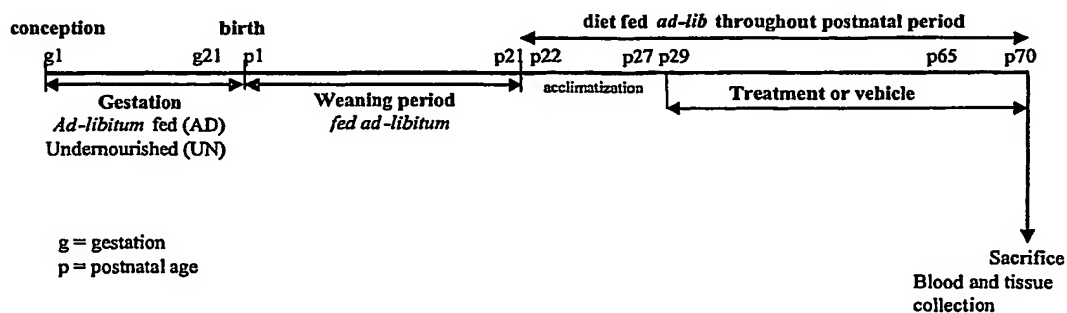 diet fed ad-lib throughout postnatal period
conception birth
g1 g21 p1 p21 p22 p27 p29 p65 p70
acclimatization
Gestation
Ad-libitum fed (AD)
Undernourished (UN)
Weaning period
fed ad-libitum
Treatment or vehicle
g = gestation
p = postnatal age
Sacrifice
Blood and tissue
collection